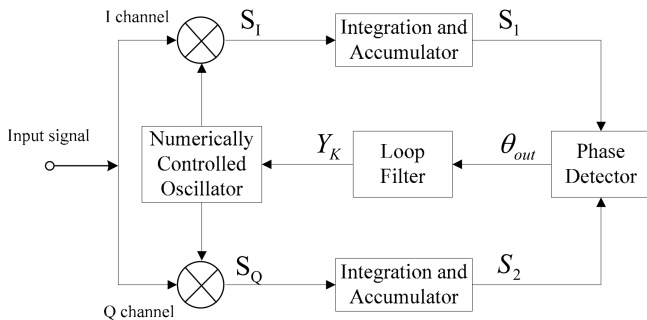 I channel
S_I
Integration and
Accumulator
S_1
Input signal
Numerically
Controlled
Oscillator
Y_K
Loop
Filter
θ_out
Phase
Detector
Q channel
S_Q
Integration and
Accumulator
S_2